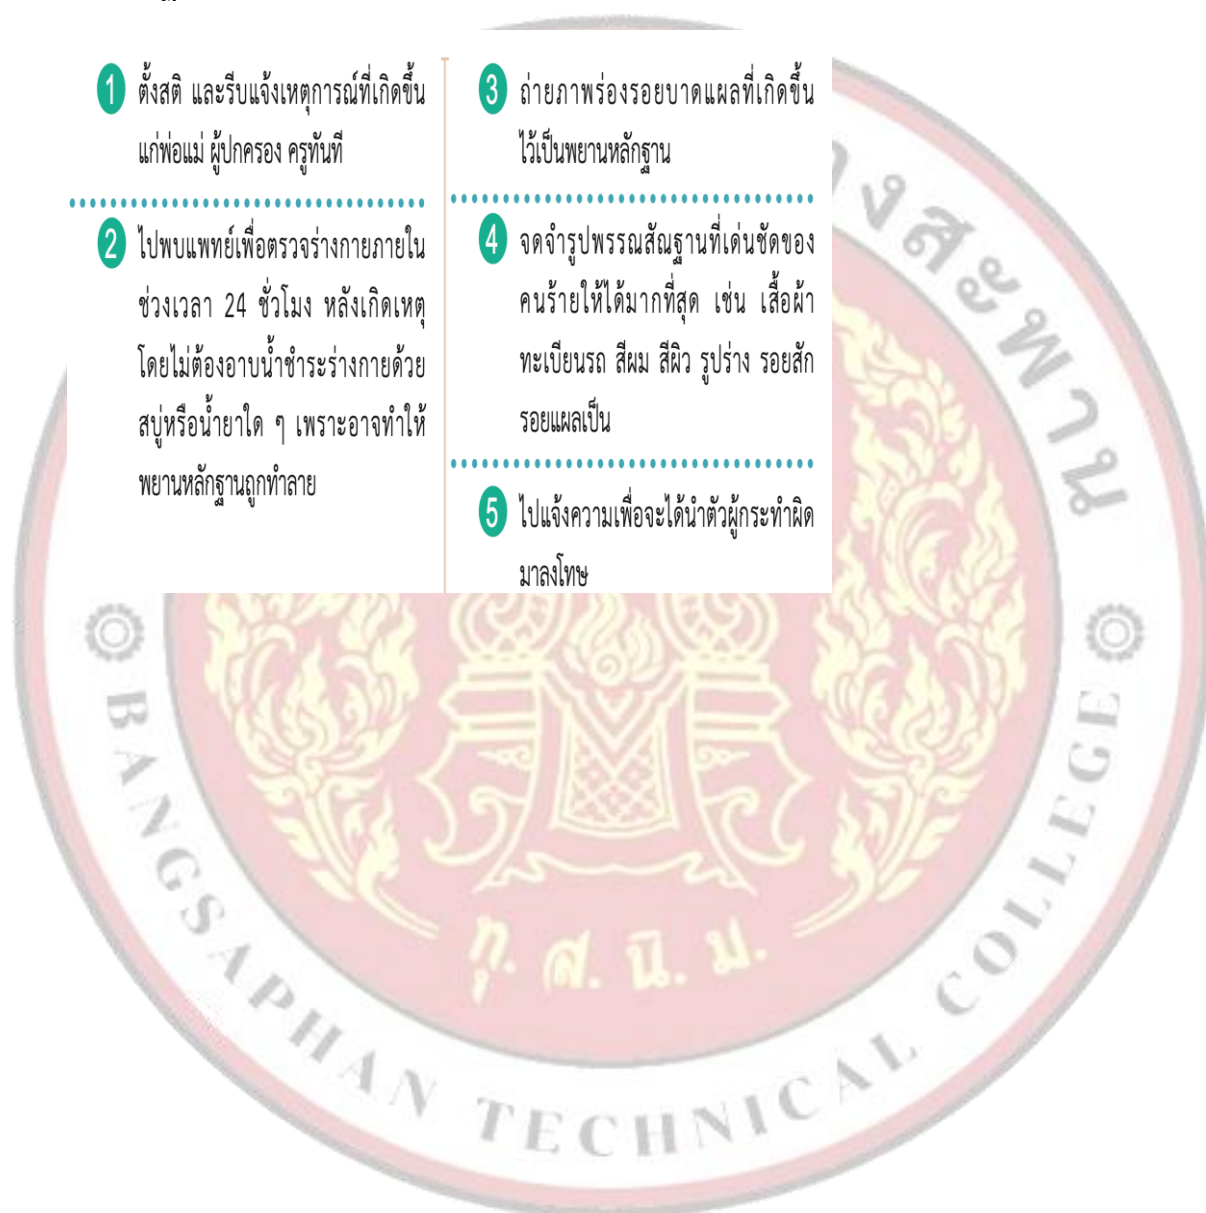 1 ตั้งสติ และรีบแจ้งเหตุการณ์ที่เกิดขึ้น
แก่พ่อแม่ ผู้ปกครอง ครูทันที
2 ไปพบแพทย์เพื่อตรวจร่างกายภายใน
ช่วงเวลา 24 ชั่วโมง หลังเกิดเหตุ
โดยไม่ต้องอาบน้ำชำระร่างกายด้วย
สบู่หรือน้ำยาใด ๆ เพราะอาจทำให้
พยานหลักฐานถูกทำลาย
3 ถ่ายภาพร่องรอยบาดแผลที่เกิดขึ้น
ไว้เป็นพยานหลักฐาน
4 จดจำรูปพรรณสัณฐานที่เด่นชัดของ
คนร้ายให้ได้มากที่สุด เช่น เสื้อผ้า
ทะเบียนรถ สีผม สีผิว รูปร่าง รอยสัก
รอยแผลเป็น
5 ไปแจ้งความเพื่อจะได้นำตัวผู้กระทำผิด
มาลงโทษ
งสะพาน
ทุ. ส. นิ. ม.
BANGSAPHAN TECHNICAL COLLEGE